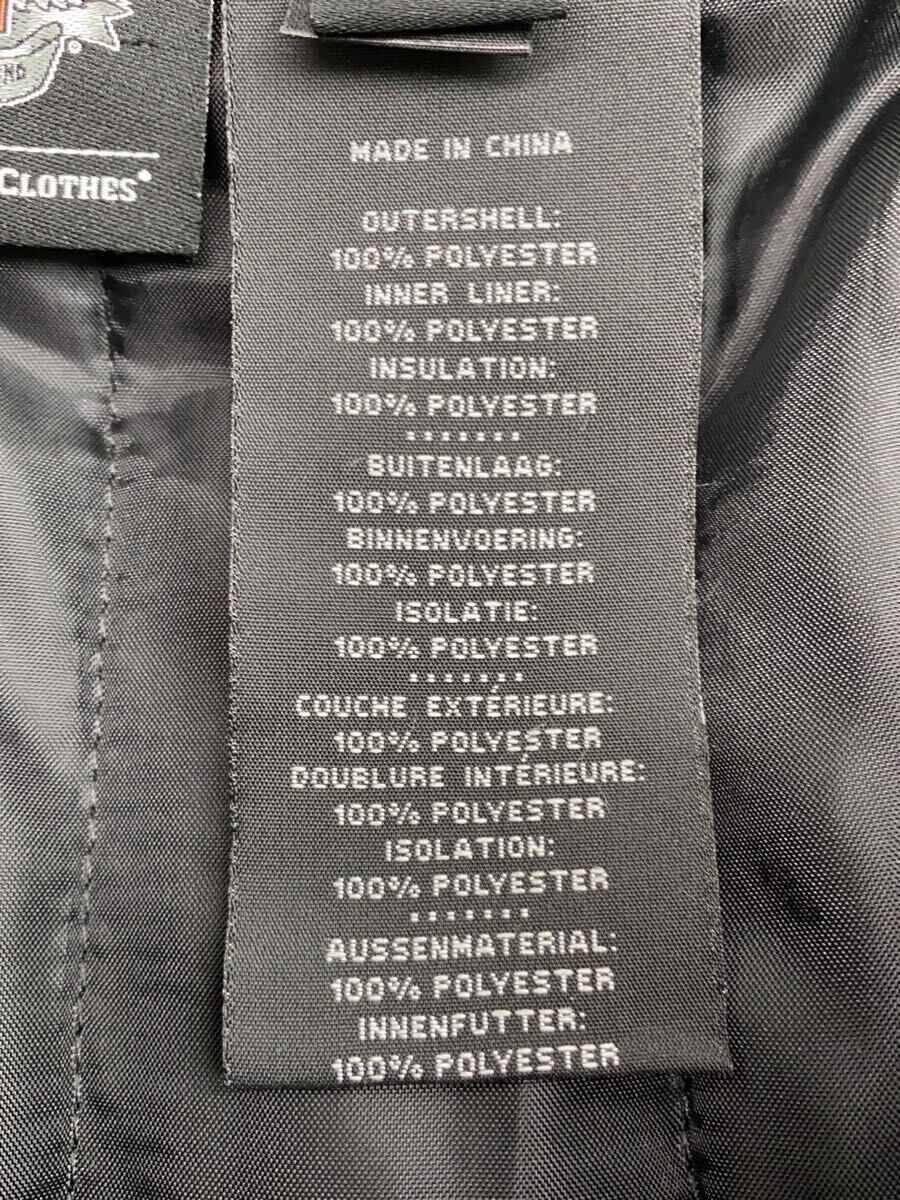 ND
CLOTHES®
MADE IN CHINA
OUTERSHELL:
100% POLYESTER
INNER LINER:
100% POLYESTER
INSULATION:
100% POLYESTER
.......
BUITENLAAG:
100% POLYESTER
BINNENVOERING:
100% POLYESTER
ISOLATIE:
100% POLYESTER
.......
COUCHE EXTÉRIEURE:
100% POLYESTER
DOUBLURE INTÉRIEURE:
100% POLYESTER
ISOLATION:
100% POLYESTER
.......
AUSSENMATERIAL:
100% POLYESTER
INNENFUTTER:
100% POLYESTER